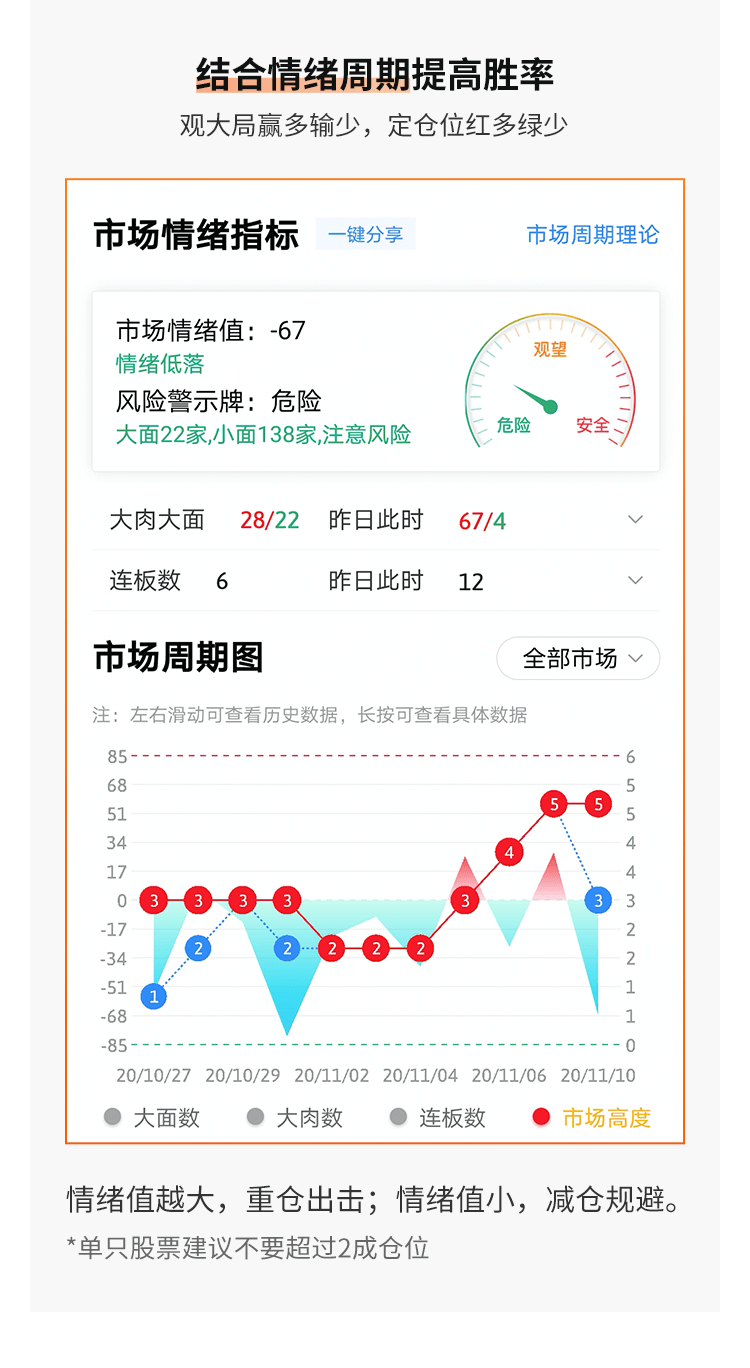 结合情绪周期提高胜率
观大局赢多输少，定仓位红多绿少
市场情绪指标 一键分享 市场周期理论
市场情绪值：-67
情绪低落
风险警示牌：危险
大面22家,小面138家,注意风险
观望
危险 安全
大肉大面 28/22 昨日此时 67/4
连板数 6 昨日此时 12
市场周期图 全部市场
注：左右滑动可查看历史数据，长按可查看具体数据
85 6
68 5
51 5 5 5
34 4
4
17 4
0 3 3 3 3 3 3 3
-17 2
2 2 2 2 2
-34 2
-51 1
1
-68 1
-85 0
20/10/27 20/10/29 20/11/02 20/11/04 20/11/06 20/11/10
大面数 大肉数 连板数 市场高度
情绪值越大，重仓出击；情绪值小，减仓规避。
*单只股票建议不要超过2成仓位